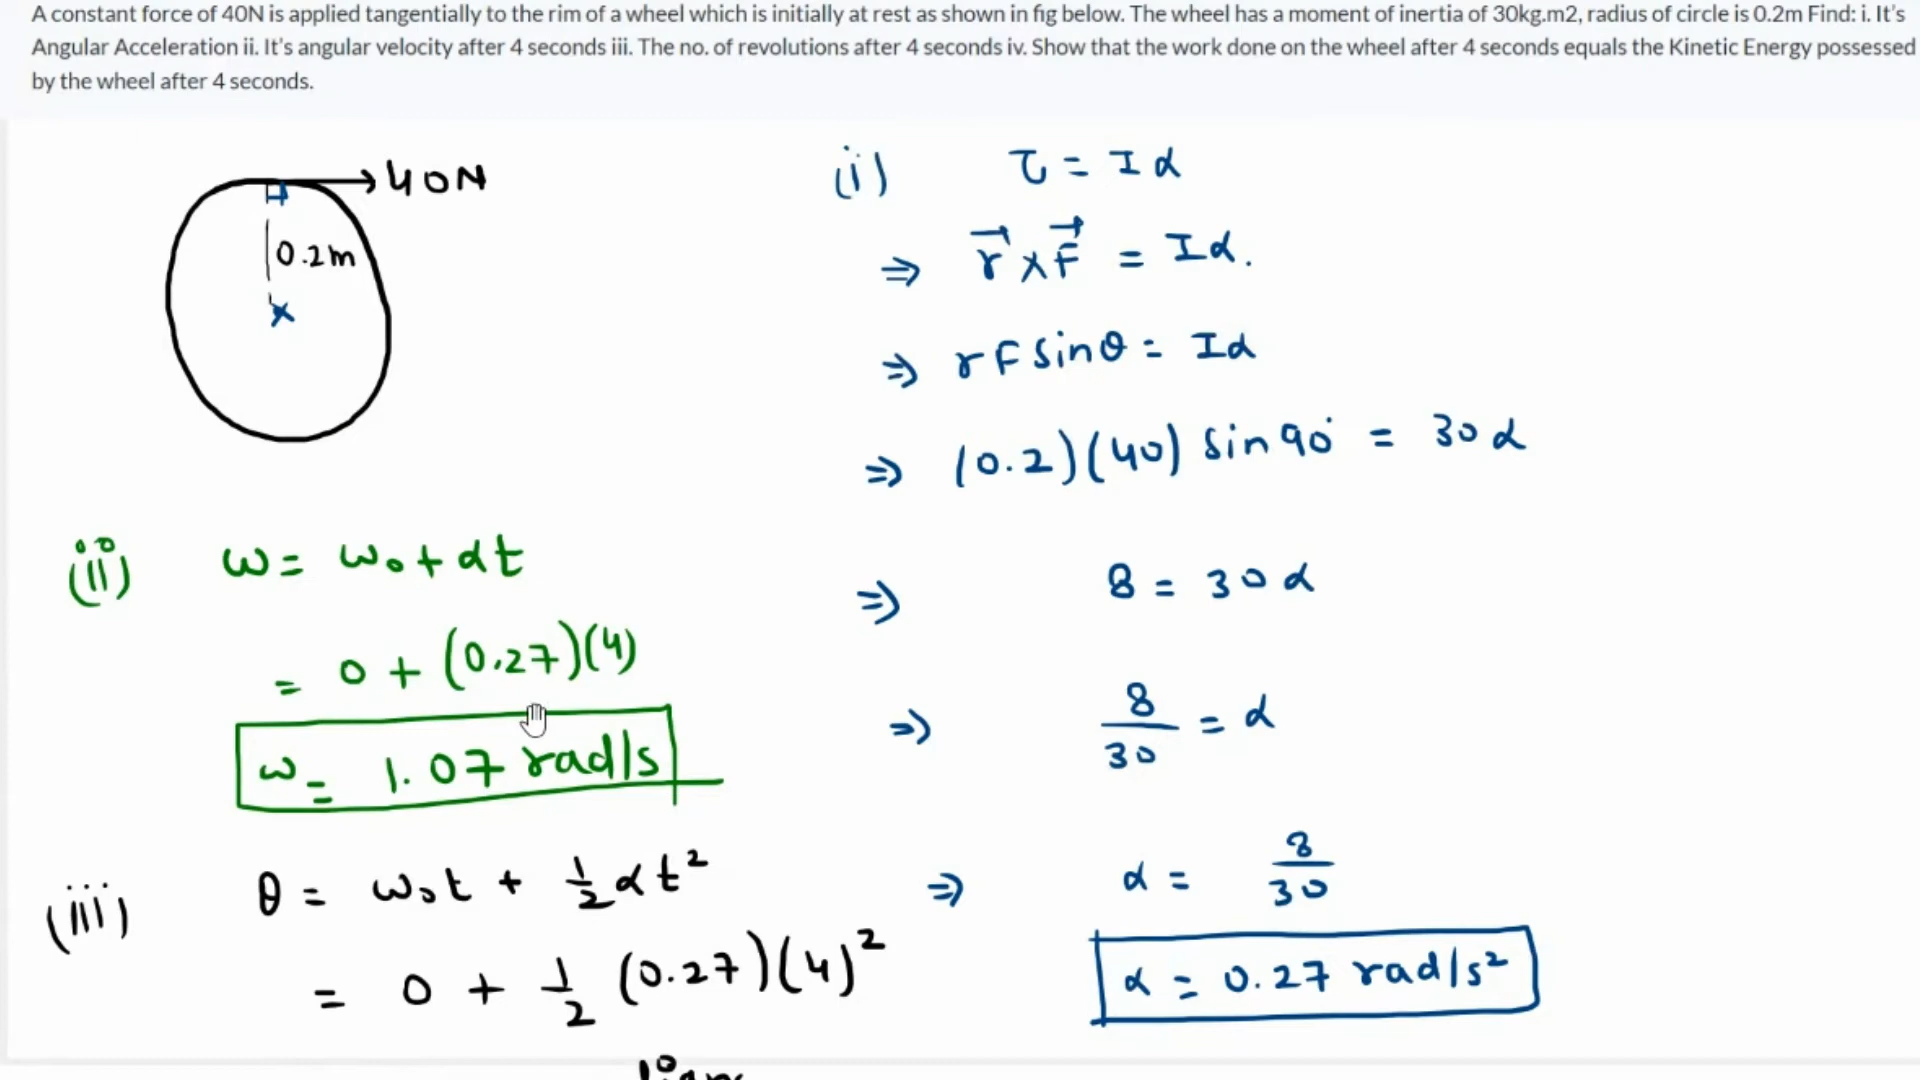 A constant force of 40N is applied tangentially to the rim of a wheel which is initially at rest as shown in fig below. The wheel has a moment of inertia of 30kg.m2, radius of circle is 0.2m Find: i. It's
Angular Acceleration ii. It's angular velocity after 4 seconds iii. The no. of revolutions after 4 seconds iv. Show that the work done on the wheel after 4 seconds equals the Kinetic Energy possessed
by the wheel after 4 seconds.
40N
0.2m
(i) τ = Iα
⇒ r⃗ × F⃗ = Iα.
⇒ rF sinθ = Iα
⇒ (0.2)(40) sin 90° = 30α
⇒ 8 = 30α
⇒ 8/30 = α
⇒ α = 8/30
α = 0.27 rad/s²
(ii) ω = ω₀ + αt
= 0 + (0.27)(4)
ω = 1.07 rad/s
(iii) θ = ω₀t + ½ αt²
= 0 + ½ (0.27)(4)²